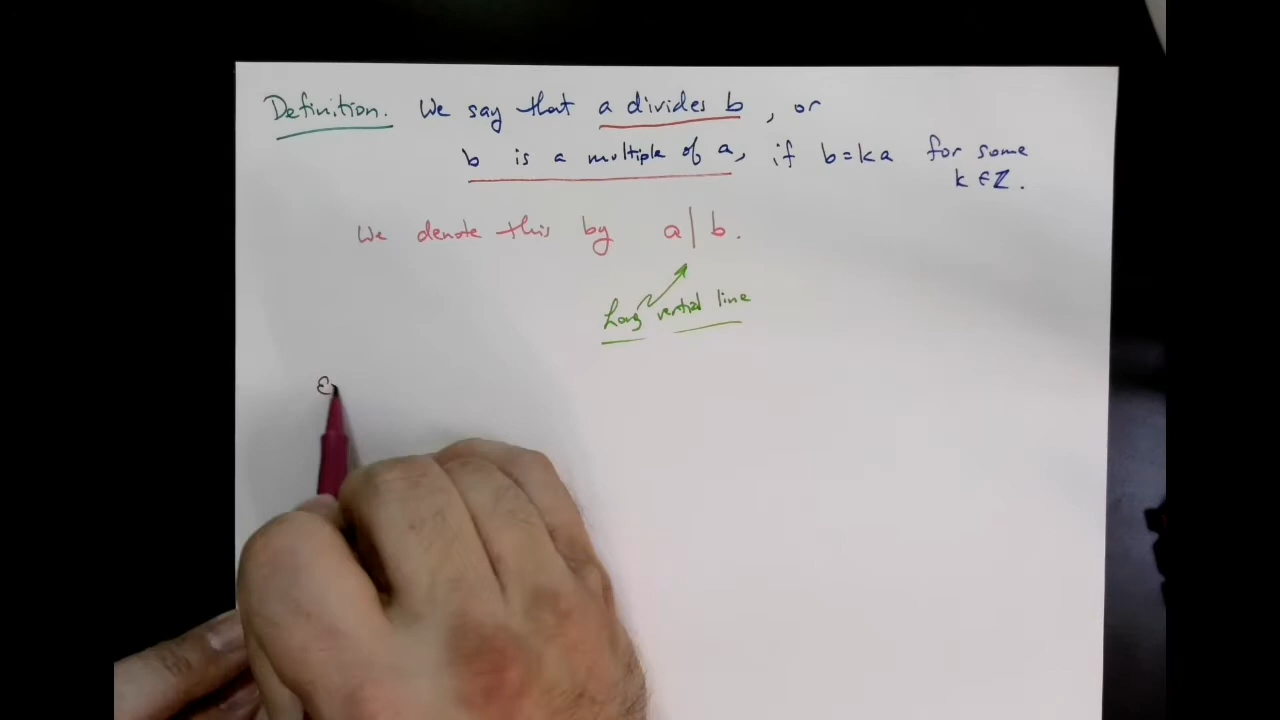 Definition. We say that a divides b, or
b is a multiple of a, if b=ka for some
k∈ℤ.
We denote this by a|b.
Long vertial line